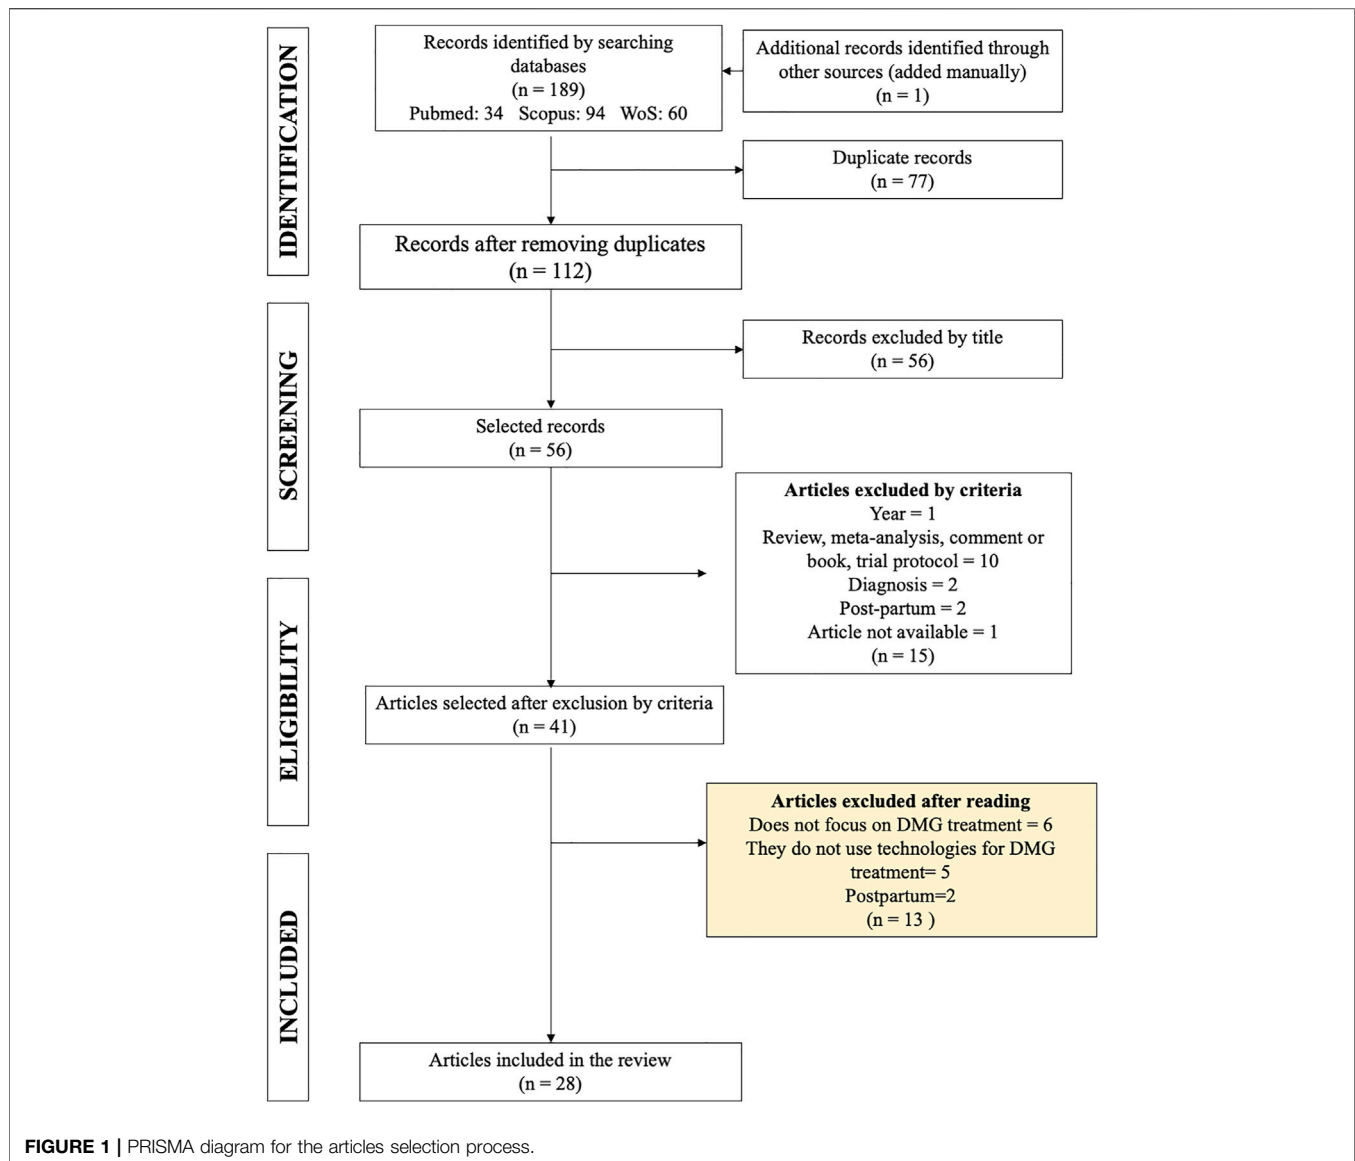 IDENTIFICATION
Records identified by searching
databases
(n = 189)
Pubmed: 34 Scopus: 94 WoS: 60
Additional records identified through
other sources (added manually)
(n = 1)
Duplicate records
(n = 77)
Records after removing duplicates
(n = 112)
SCREENING
Records excluded by title
(n = 56)
Selected records
(n = 56)
Articles excluded by criteria
Year = 1
Review, meta-analysis, comment or
book, trial protocol = 10
Diagnosis = 2
Post-partum = 2
Article not available = 1
(n = 15)
ELIGIBILITY
Articles selected after exclusion by criteria
(n = 41)
Articles excluded after reading
Does not focus on DMG treatment = 6
They do not use technologies for DMG
treatment= 5
Postpartum=2
(n = 13 )
INCLUDED
Articles included in the review
(n = 28)
FIGURE 1 | PRISMA diagram for the articles selection process.